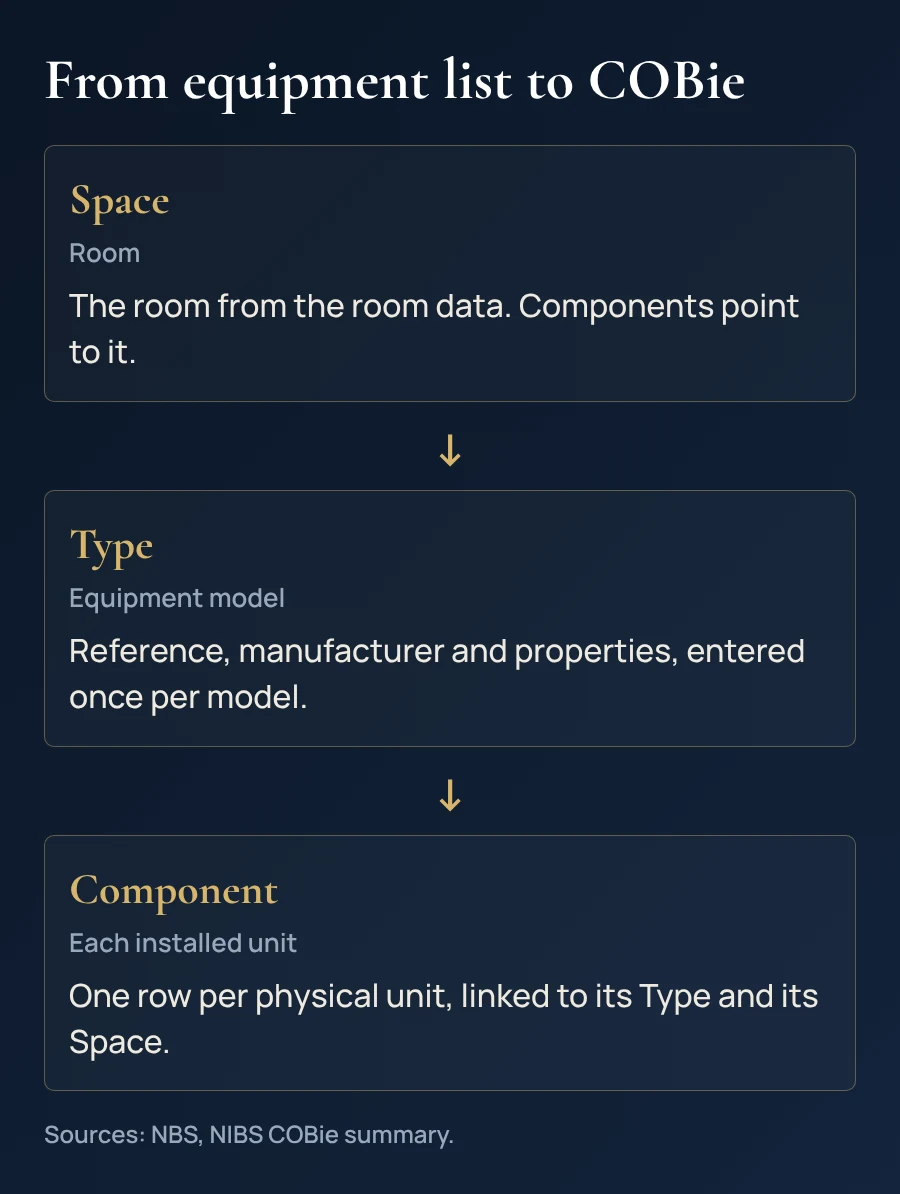 From equipment list to COBie
Space
Room
The room from the room data. Components point
to it.
↓
Type
Equipment model
Reference, manufacturer and properties, entered
once per model.
↓
Component
Each installed unit
One row per physical unit, linked to its Type and its
Space.
Sources: NBS, NIBS COBie summary.